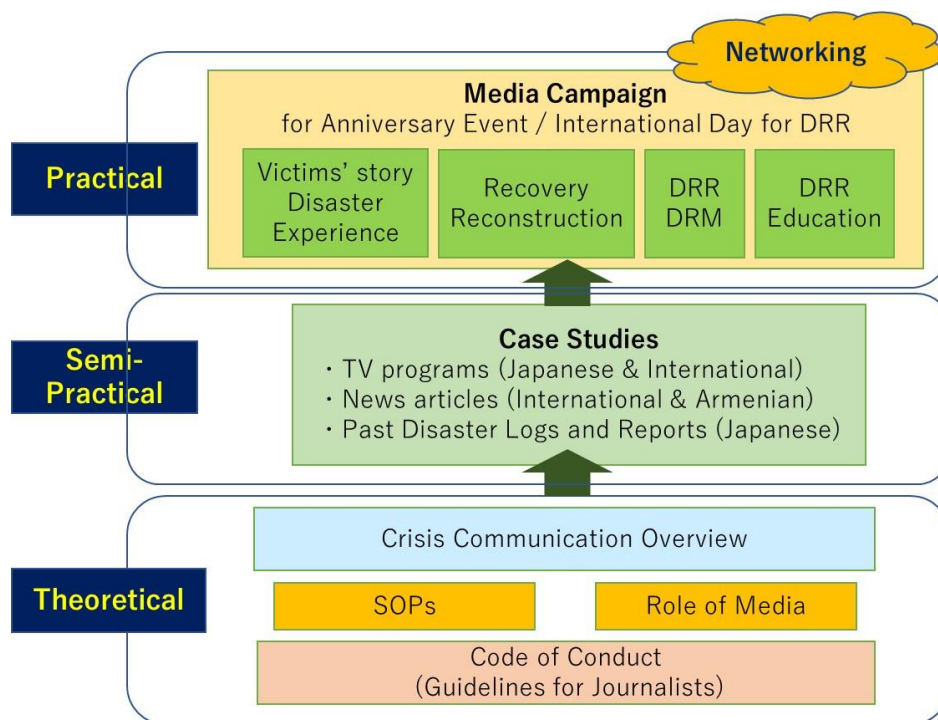 Networking
Media Campaign
for Anniversary Event / International Day for DRR
Practical
Victims’ story
Disaster
Experience
Recovery
Reconstruction
DRR
DRM
DRR
Education
Semi-
Practical
Case Studies
・TV programs (Japanese & International)
・News articles (International & Armenian)
・Past Disaster Logs and Reports (Japanese)
Theoretical
Crisis Communication Overview
SOPs
Role of Media
Code of Conduct
(Guidelines for Journalists)